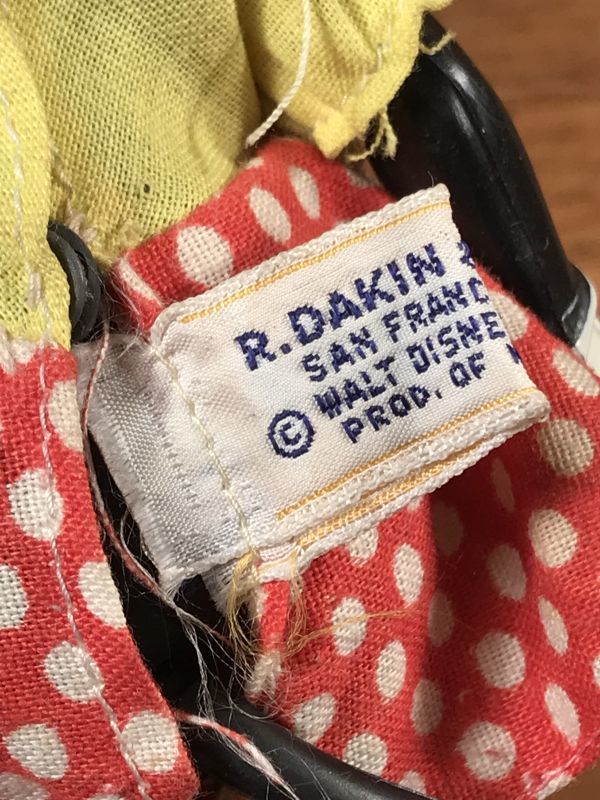 R. DAKIN &
SAN FRANC
WALT DISNE
© PROD. OF